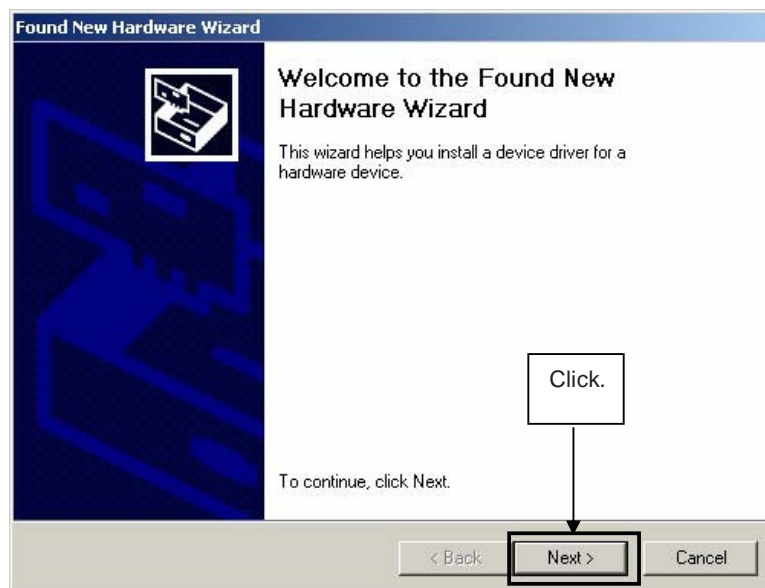 Found New Hardware Wizard
Welcome to the Found New
Hardware Wizard
This wizard helps you install a device driver for a
hardware device.
Click.
To continue, click Next.
< Back
Next >
Cancel